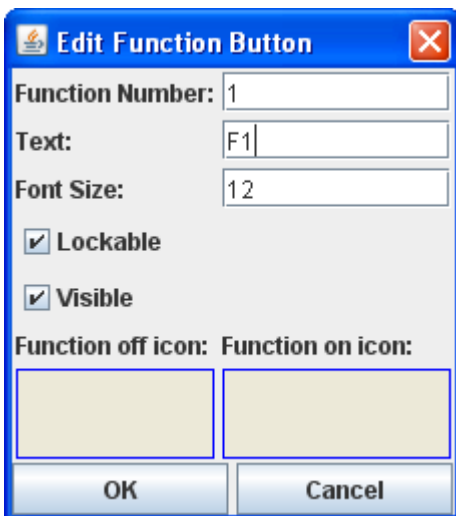 Edit Function Button
Function Number: 1
Text: F1
Font Size: 12
Lockable
Visible
Function off icon: Function on icon:
OK Cancel